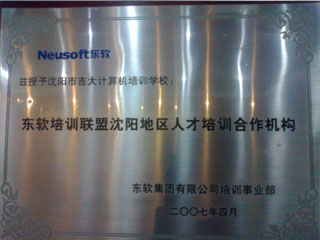 Neusoft东软
兹授予沈阳市吉大计算机培训学校：
东软培训联盟沈阳地区人才培训合作机构
东软集团有限公司培训事业部
二〇〇七年四月